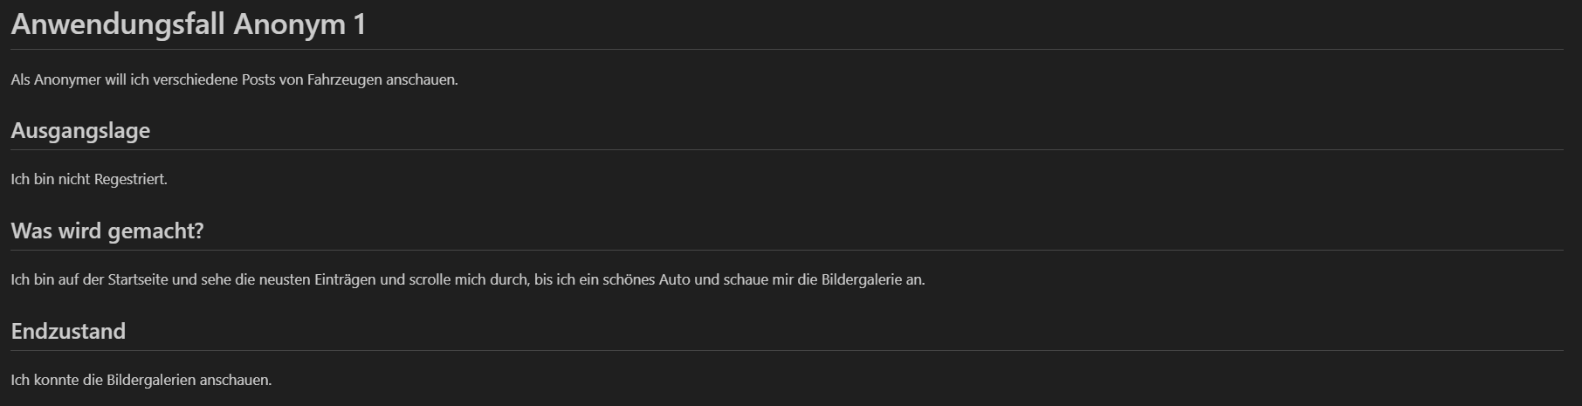 Anwendungsfall Anonym 1
Als Anonymer will ich verschiedene Posts von Fahrzeugen anschauen.
Ausgangslage
Ich bin nicht Regestriert.
Was wird gemacht?
Ich bin auf der Startseite und sehe die neusten Einträgen und scrolle mich durch, bis ich ein schönes Auto und schaue mir die Bildergalerie an.
Endzustand
Ich konnte die Bildergalerien anschauen.